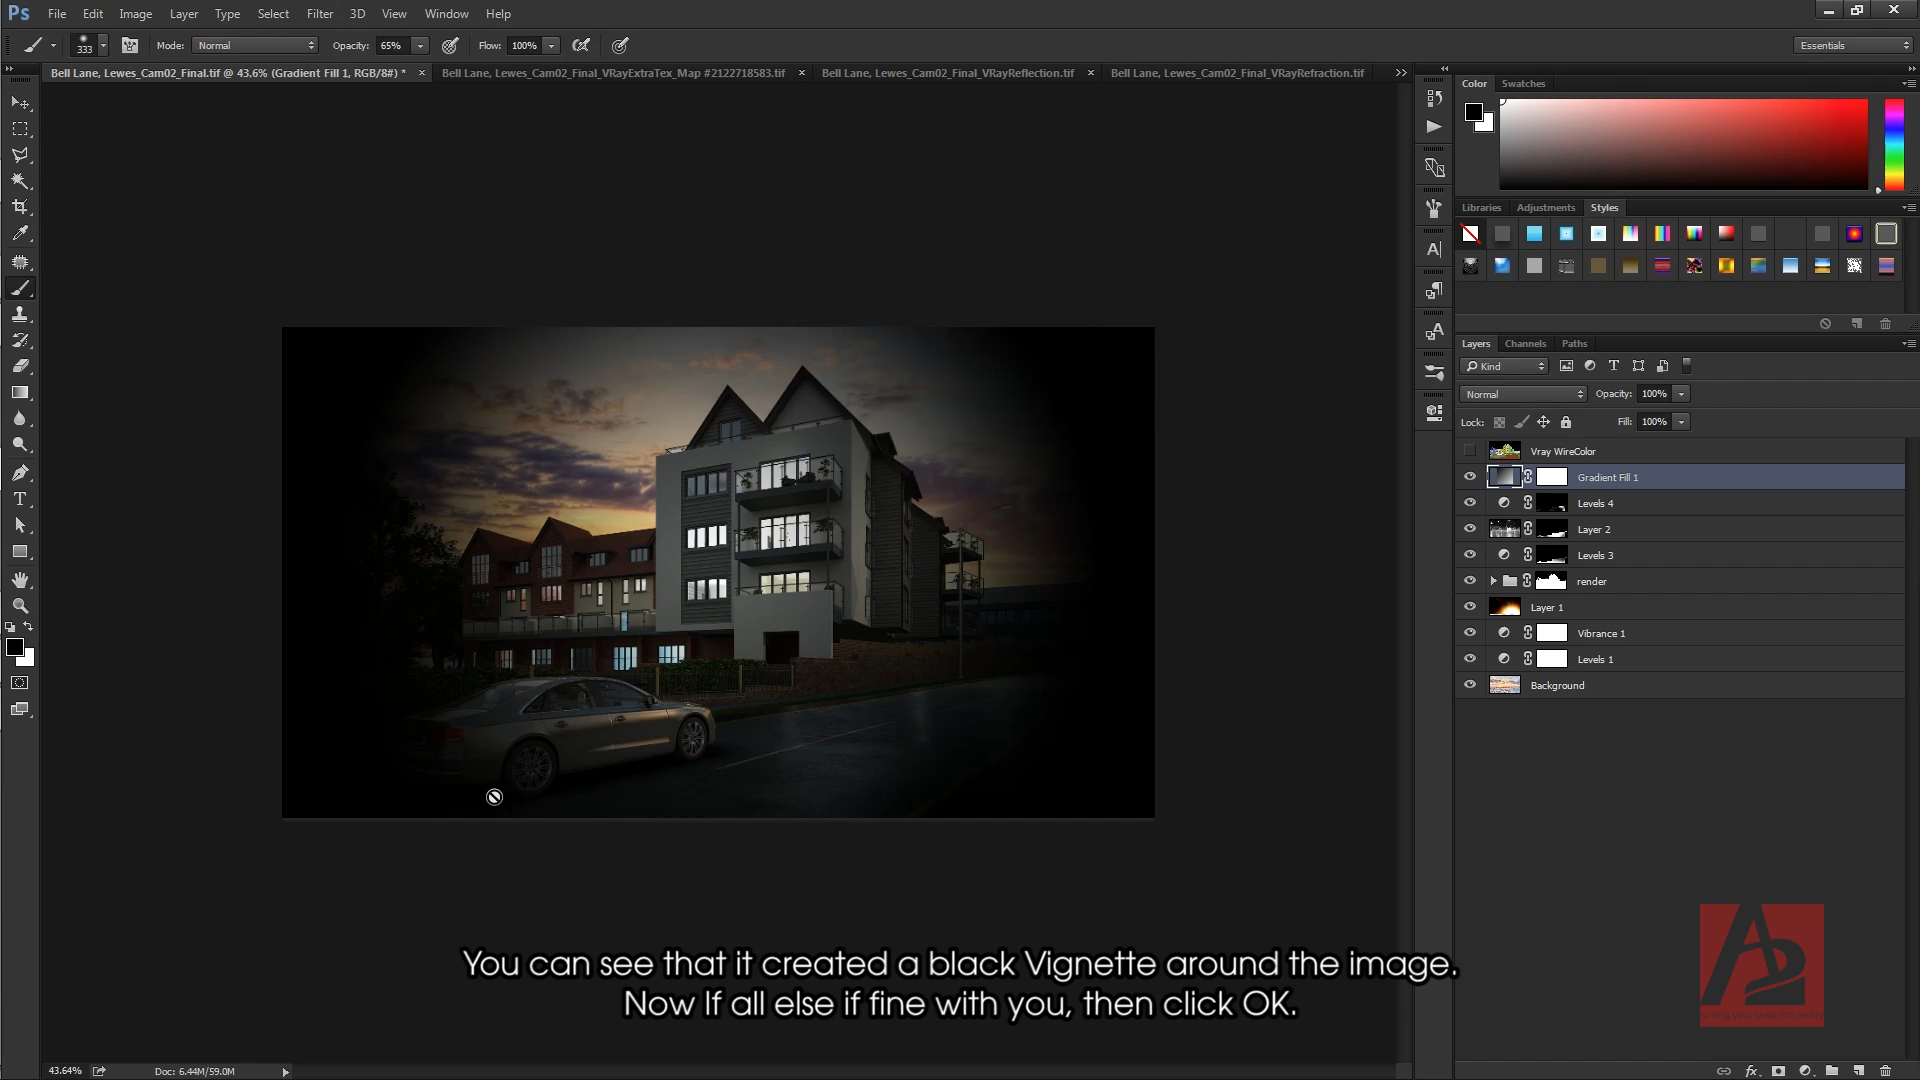 Ps File Edit Image Layer Type Select Filter 3D View Window Help
333 Mode: Normal Opacity: 65% Flow: 100% Essentials
Bell Lane, Lewes_Cam02_Final.tif @ 43.6% (Gradient Fill 1, RGB/8#) * Bell Lane, Lewes_Cam02_Final_VRayExtraTex_Map #2122718583.tif Bell Lane, Lewes_Cam02_Final_VRayReflection.tif Bell Lane, Lewes_Cam02_Final_VRayRefraction.tif
Color Swatches
Libraries Adjustments Styles
Layers Channels Paths
Kind
Normal Opacity: 100%
Lock: Fill: 100%
Vray WireColor
Gradient Fill 1
Levels 4
Layer 2
Levels 3
render
Layer 1
Vibrance 1
Levels 1
Background
You can see that it created a black Vignette around the image.
Now If all else if fine with you, then click OK.
43.64% Doc: 6.44M/59.0M